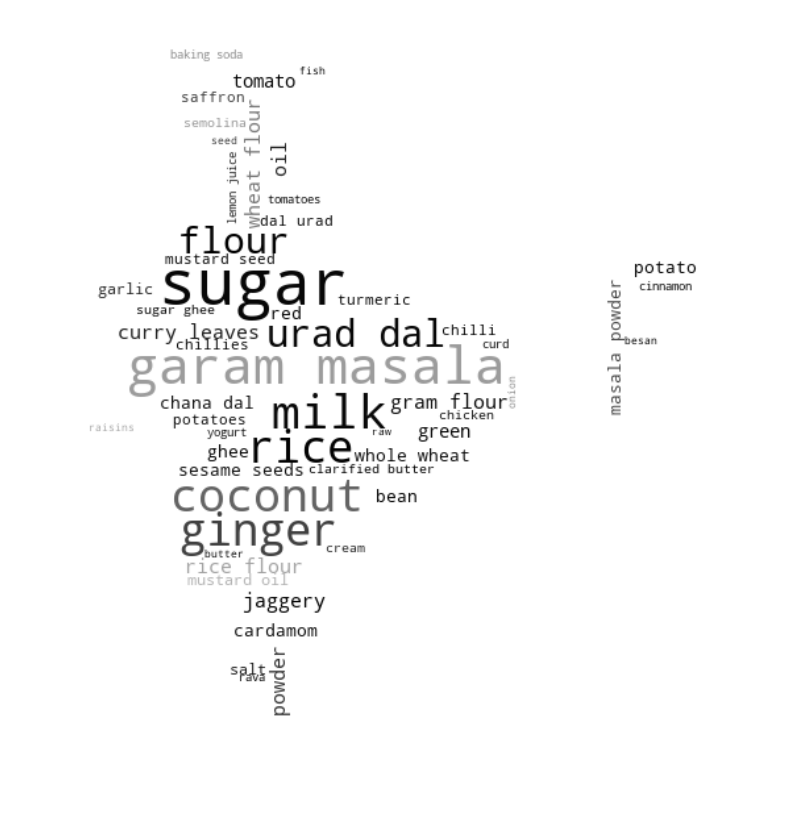 baking soda
fish
tomato
saffron
wheat flour
semolina
seed
oil
lemon juice
tomatoes
dal urad
flour
mustard seed
sugar
potato
garlic
cinnamon
masala powder
turmeric
sugar ghee
red
curry leaves
urad dal
chilli
chillies
curd
besan
garam masala
onion
chana dal
milk
gram flour
chicken
potatoes
raisins
yogurt
raw
green
rice
ghee
whole wheat
sesame seeds
clarified butter
coconut
bean
ginger
cream
butter
rice flour
mustard oil
jaggery
cardamom
powder
salt
rava